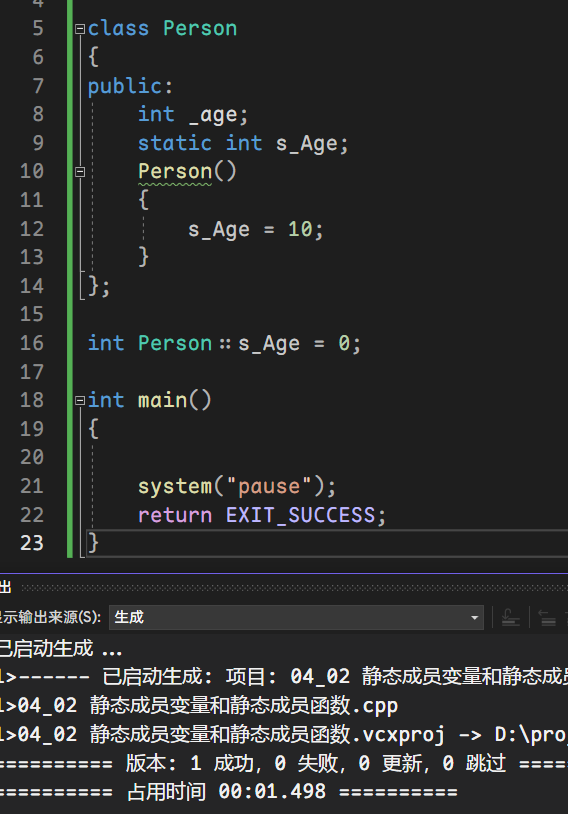 4
5 class Person
6 {
7 public:
8 int _age;
9 static int s_Age;
10 Person()
11 {
12 s_Age = 10;
13 }
14 };
15
16 int Person::s_Age = 0;
17
18 int main()
19 {
20
21 system("pause");
22 return EXIT_SUCCESS;
23 }
出
显示输出来源(S): 生成
已启动生成 ...
1>------ 已启动生成: 项目: 04_02 静态成员变量和静态成员
1>04_02 静态成员变量和静态成员函数.cpp
1>04_02 静态成员变量和静态成员函数.vcxproj -> D:\proj
========== 版本: 1 成功, 0 失败, 0 更新, 0 跳过 =====
========== 占用时间 00:01.498 ==========